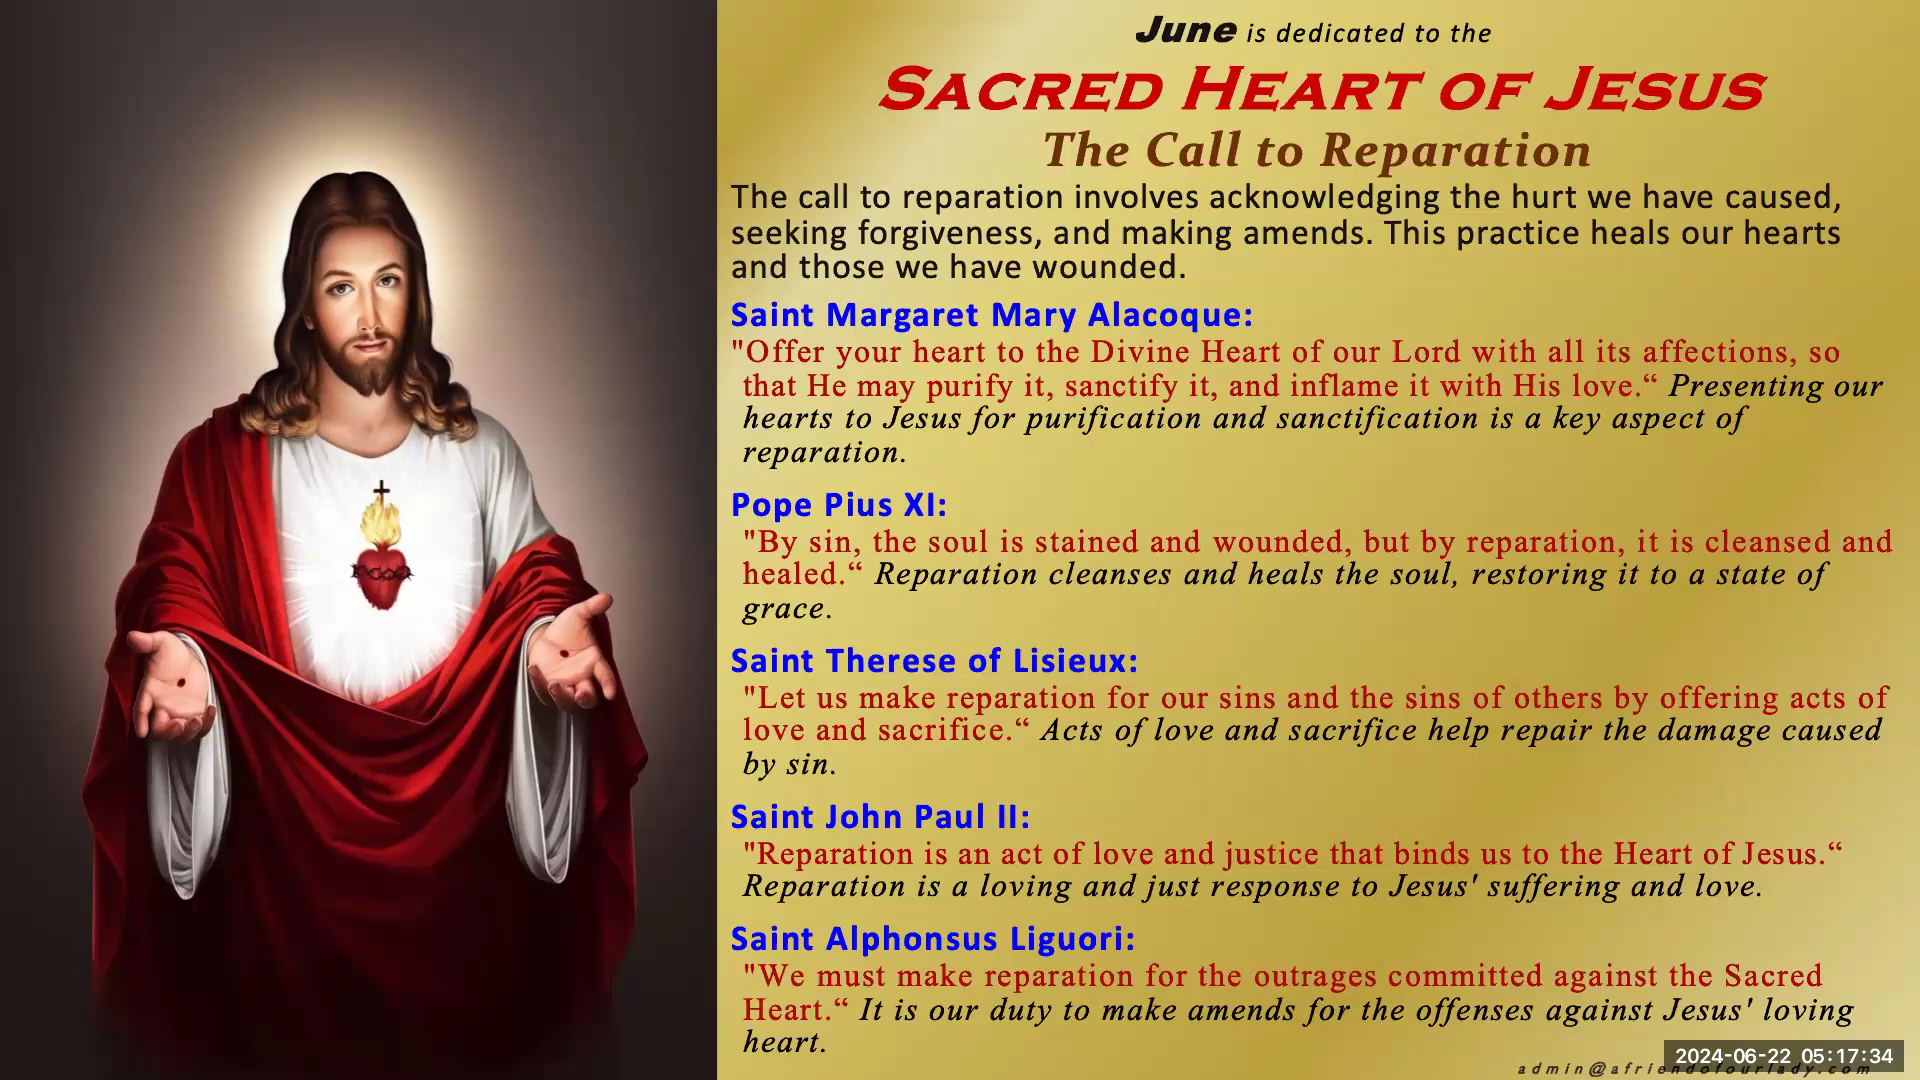 June is dedicated to the
SACRED HEART OF JESUS
The Call to Reparation
The call to reparation involves acknowledging the hurt we have caused,
seeking forgiveness, and making amends. This practice heals our hearts
and those we have wounded.
Saint Margaret Mary Alacoque:
"Offer your heart to the Divine Heart of our Lord with all its affections, so
that He may purify it, sanctify it, and inflame it with His love.“ Presenting our
hearts to Jesus for purification and sanctification is a key aspect of
reparation.
Pope Pius XI:
"By sin, the soul is stained and wounded, but by reparation, it is cleansed and
healed.“ Reparation cleanses and heals the soul, restoring it to a state of
grace.
Saint Therese of Lisieux:
"Let us make reparation for our sins and the sins of others by offering acts of
love and sacrifice.“ Acts of love and sacrifice help repair the damage caused
by sin.
Saint John Paul II:
"Reparation is an act of love and justice that binds us to the Heart of Jesus.“
Reparation is a loving and just response to Jesus' suffering and love.
Saint Alphonsus Liguori:
"We must make reparation for the outrages committed against the Sacred
Heart.“ It is our duty to make amends for the offenses against Jesus' loving
heart.
2024-06-22 05:17:34
admin@afriendofourlady.com